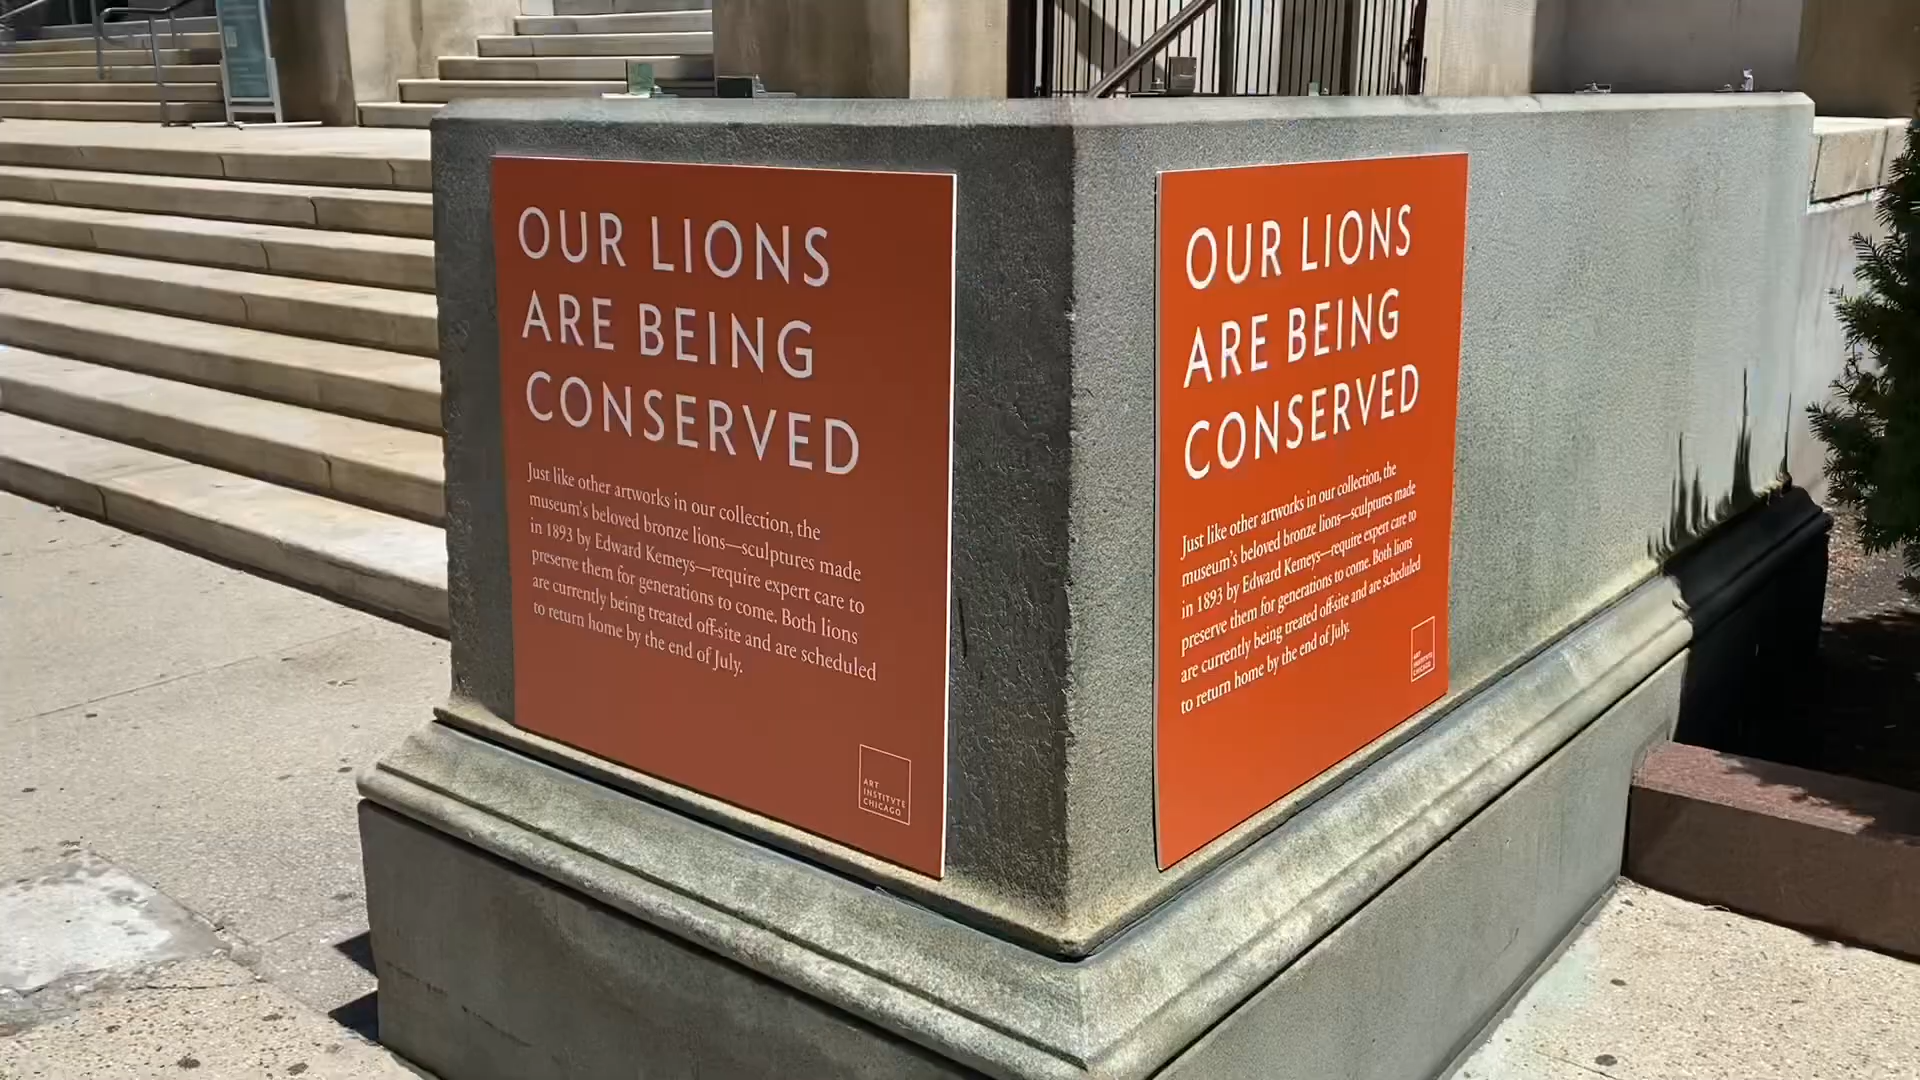 OUR LIONS
ARE BEING
CONSERVED
Just like other artworks in our collection, the
museum's beloved bronze lions—sculptures made
in 1893 by Edward Kemeys—require expert care to
preserve them for generations to come. Both lions
are currently being treated off-site and are scheduled
to return home by the end of July.
ART
INSTITVTE
CHICAGO
OUR LIONS
ARE BEING
CONSERVED
Just like other artworks in our collection, the
museum's beloved bronze lions—sculptures made
in 1893 by Edward Kemeys—require expert care to
preserve them for generations to come. Both lions
are currently being treated off-site and are scheduled
to return home by the end of July.
ART
INSTITVTE
CHICAGO